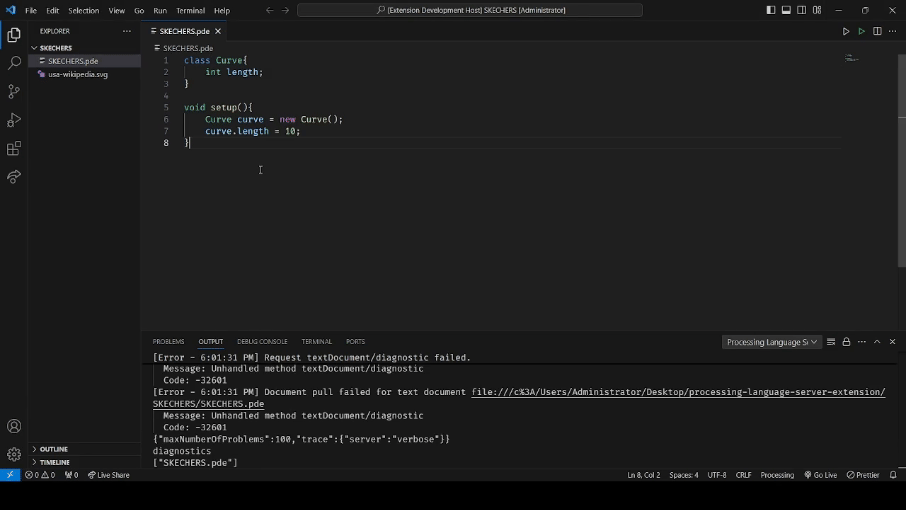 File Edit Selection View Go Run Terminal Help
[Extension Development Host] SKECHERS [Administrator]
EXPLORER
SKECHERS
SKECHERS.pde
usa-wikipedia.svg
SKECHERS.pde
SKECHERS.pde
1 class Curve{
2 int length;
3 }
4
5 void setup(){
6 Curve curve = new Curve();
7 curve.length = 10;
8 }
PROBLEMS OUTPUT DEBUG CONSOLE TERMINAL PORTS
Processing Language Se
[Error - 6:01:31 PM] Request textDocument/diagnostic failed.
Message: Unhandled method textDocument/diagnostic
Code: -32601
[Error - 6:01:31 PM] Document pull failed for text document file:///c%3A/Users/Administrator/Desktop/processing-language-server-extension/
SKECHERS/SKECHERS.pde
Message: Unhandled method textDocument/diagnostic
Code: -32601
{"maxNumberOfProblems":100,"trace":{"server":"verbose"}}
diagnostics
["SKECHERS.pde"]
OUTLINE
TIMELINE
0 0 0 Live Share
Ln 8, Col 2 Spaces: 4 UTF-8 CRLF Processing Go Live Prettier